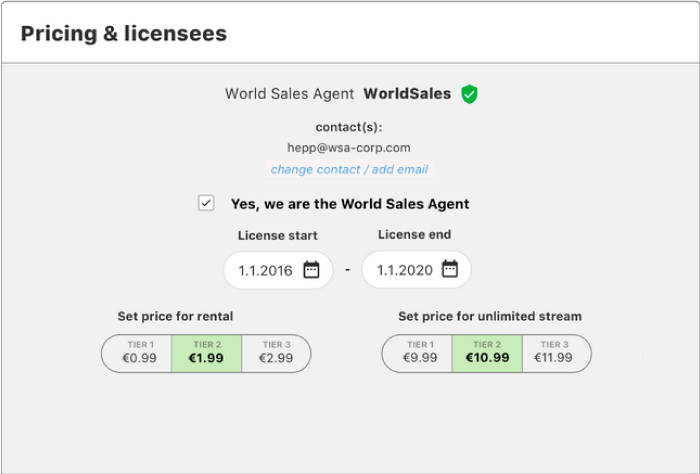 Pricing & licensees
World Sales Agent WorldSales
contact(s):
hepp@wsa-corp.com
change contact / add email
Yes, we are the World Sales Agent
License start License end
1.1.2016 - 1.1.2020
Set price for rental Set price for unlimited stream
TIER 1 TIER 2 TIER 3 TIER 1 TIER 2 TIER 3
€0.99 €1.99 €2.99 €9.99 €10.99 €11.99